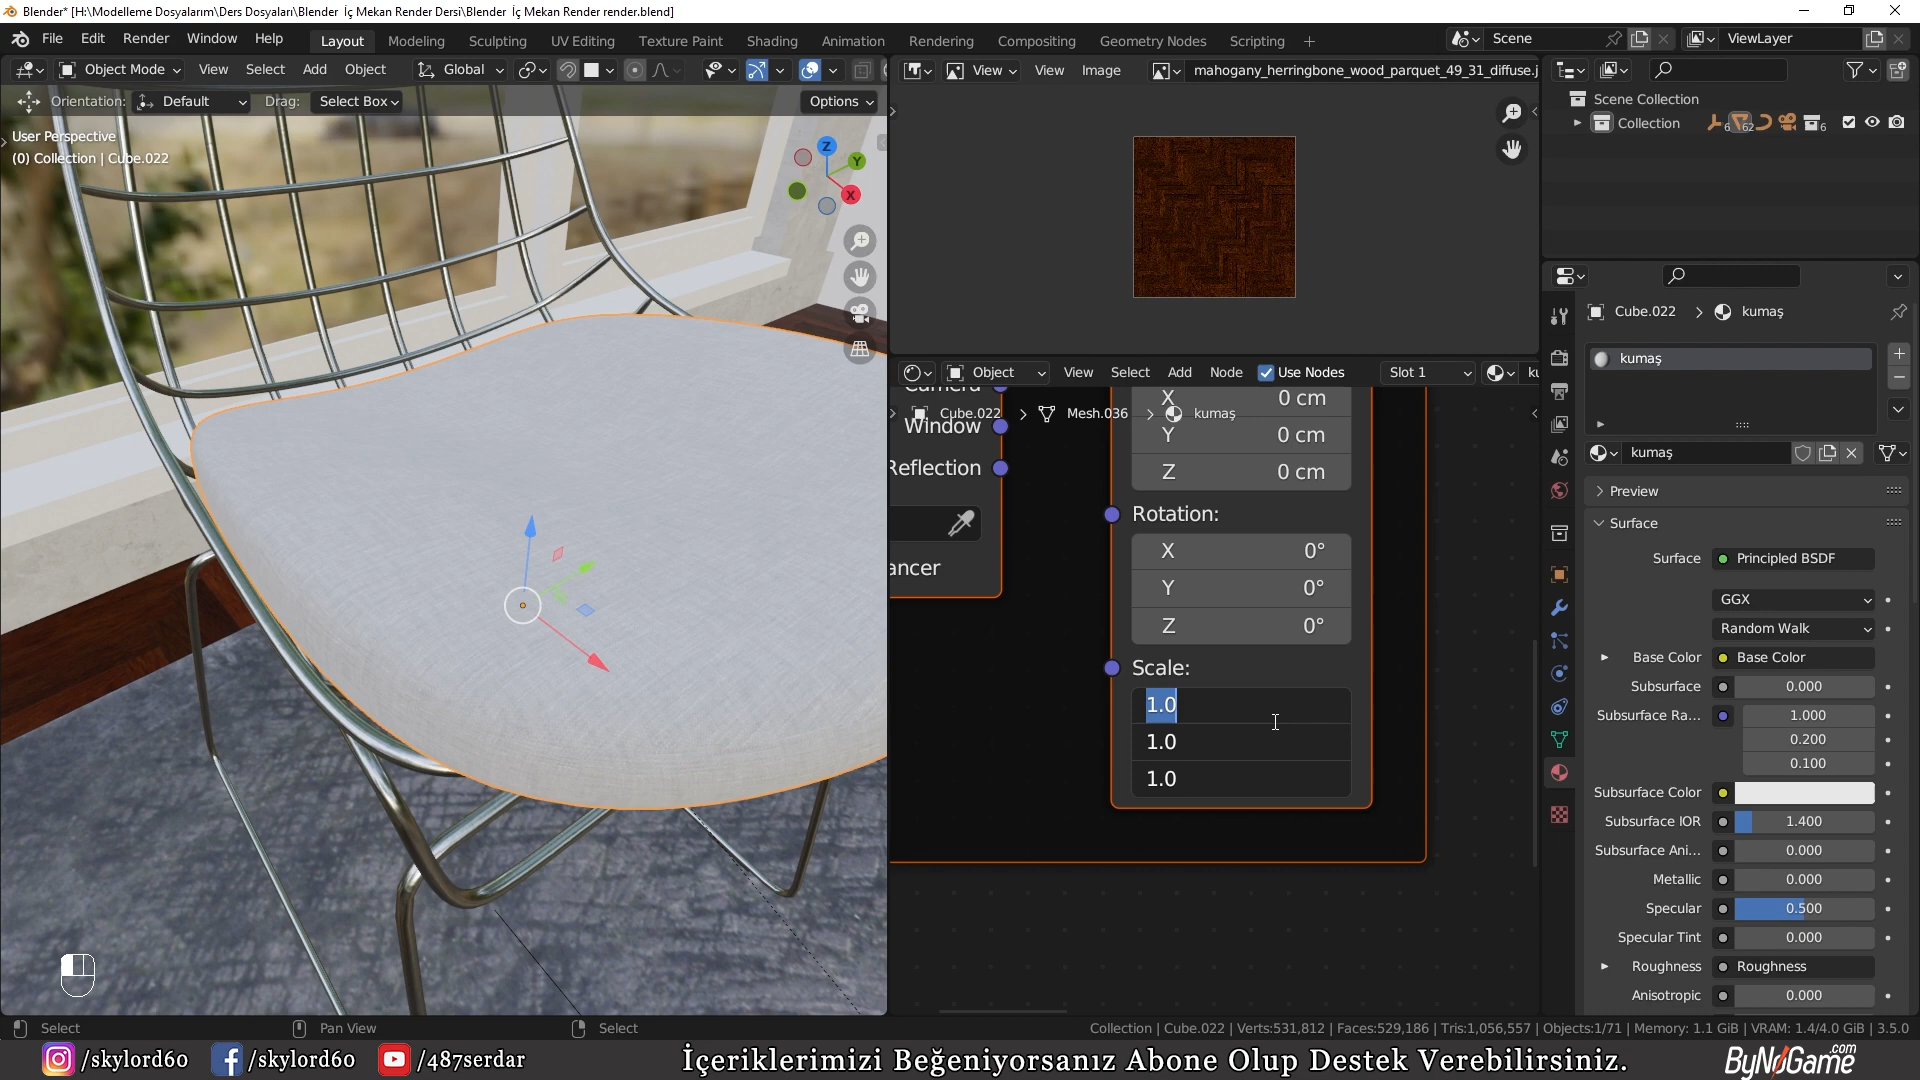 Blender* [H:\Modelleme Dosyalarım\Ders Dosyaları\Blender İç Mekan Render Dersi\Blender İç Mekan Render render.blend]
File Edit Render Window Help
Layout Modeling Sculpting UV Editing Texture Paint Shading Animation Rendering Compositing Geometry Nodes Scripting +
Scene
ViewLayer
Object Mode View Select Add Object Global
Orientation: Default Drag: Select Box Options
User Perspective
(0) Collection | Cube.022
Z
Y
X
View View Image mahogany_herringbone_wood_parquet_49_31_diffuse.j
Object View Select Add Node Use Nodes Slot 1
Cube.022 > Mesh.036 > kumaş
Window
Reflection
ancer
X 0 cm
Y 0 cm
Z 0 cm
Rotation:
X 0°
Y 0°
Z 0°
Scale:
1.0
1.0
1.0
Scene Collection
Collection 6 62 6
Cube.022 > kumaş
kumaş
kumaş
Preview
Surface
Surface Principled BSDF
GGX
Random Walk
Base Color Base Color
Subsurface 0.000
Subsurface Ra... 1.000
0.200
0.100
Subsurface Color
Subsurface IOR 1.400
Subsurface Ani... 0.000
Metallic 0.000
Specular 0.500
Specular Tint 0.000
Roughness Roughness
Anisotropic 0.000
Select Pan View Select
Collection | Cube.022 | Verts:531,812 | Faces:529,186 | Tris:1,056,557 | Objects:1/71 | Memory: 1.1 GiB | VRAM: 1.4/4.0 GiB | 3.5.0
/skylord60 /skylord60 /487serdar
İçeriklerimizi Beğeniyorsanız Abone Olup Destek Verebilirsiniz.
ByNoGame.com